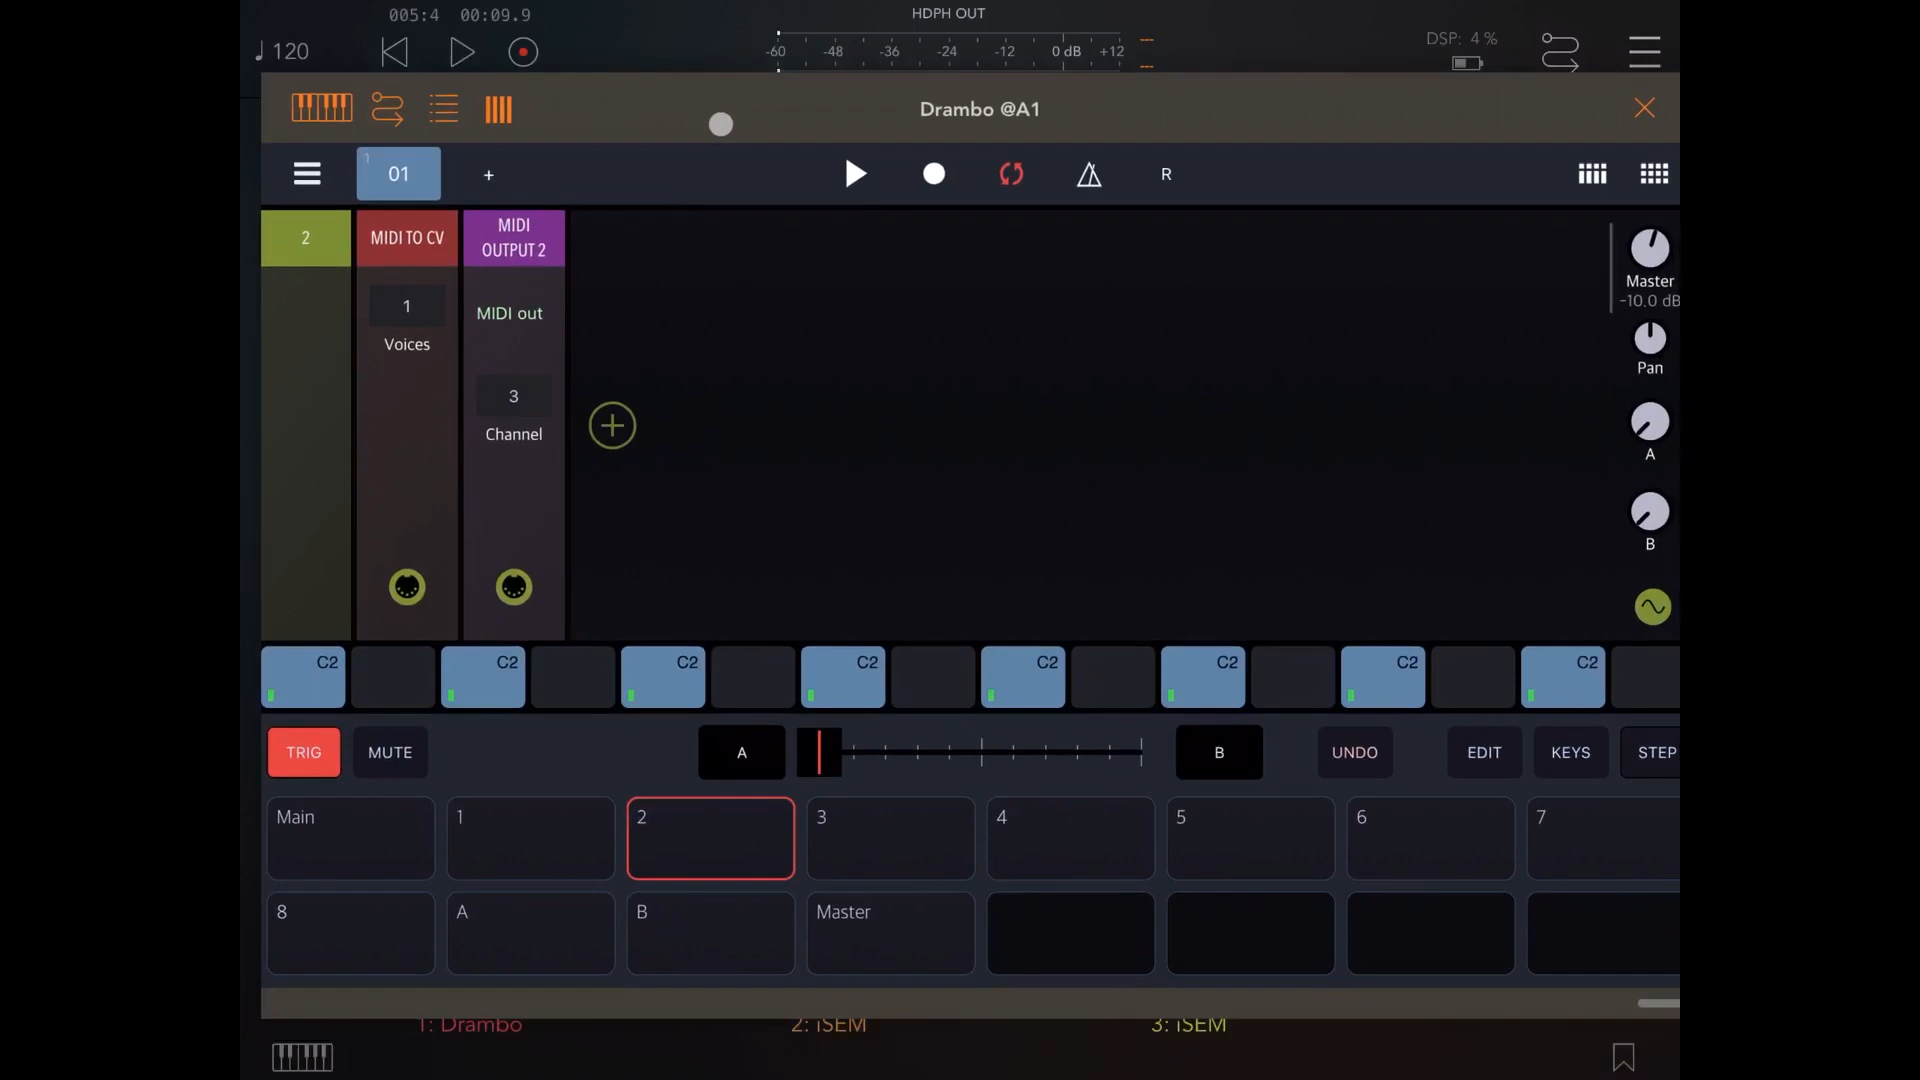 005:4 00:09.9
HDPH OUT
♩ 120
-60 -48 -36 -24 -12 0 dB +12
DSP: 4 %
Drambo @A1
1
01
+
R
2
MIDI TO CV
MIDI
OUTPUT 2
1
Voices
MIDI out
3
Channel
Master
-10.0 dB
Pan
A
B
C2 C2 C2 C2 C2 C2 C2 C2
TRIG MUTE A B UNDO EDIT KEYS STEP
Main 1 2 3 4 5 6 7
8 A B Master
1: Drambo 2: iSEM 3: iSEM